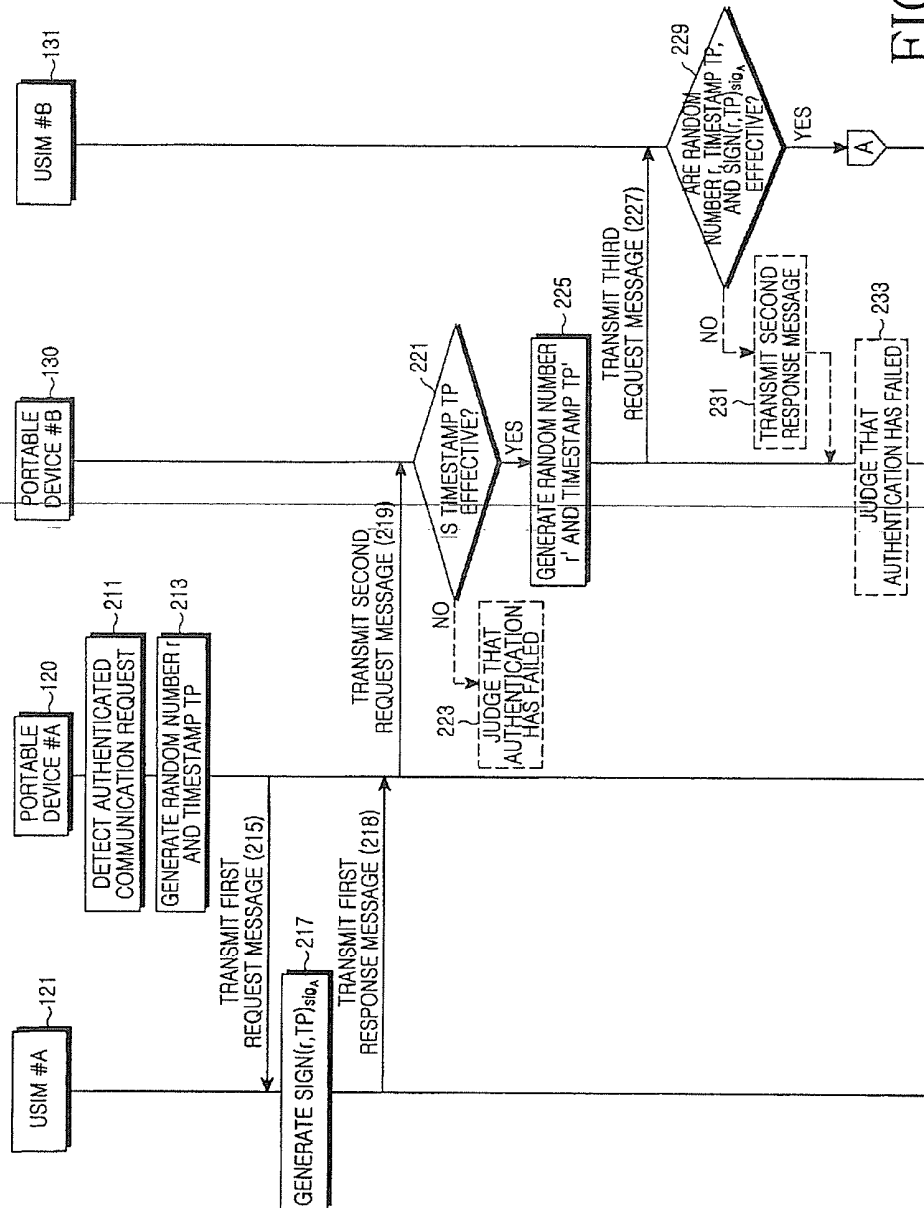 USIM #A
121
PORTABLE
DEVICE #A
120
PORTABLE
DEVICE #B
130
USIM #B
131
DETECT AUTHENTICATED
COMMUNICATION REQUEST
211
GENERATE RANDOM NUMBER r
AND TIMESTAMP TP
213
TRANSMIT FIRST
REQUEST MESSAGE (215)
GENERATE SIGN(r,TP)sigA
217
TRANSMIT FIRST
RESPONSE MESSAGE (218)
TRANSMIT SECOND
REQUEST MESSAGE (219)
IS TIMESTAMP TP
EFFECTIVE?
221
NO
YES
223
JUDGE THAT
AUTHENTICATION
HAS FAILED
GENERATE RANDOM NUMBER
r' AND TIMESTAMP TP'
225
TRANSMIT THIRD
REQUEST MESSAGE (227)
ARE RANDOM
NUMBER r, TIMESTAMP TP,
AND SIGN(r,TP)sigA
EFFECTIVE?
229
NO
YES
231
TRANSMIT SECOND
RESPONSE MESSAGE
A
JUDGE THAT
AUTHENTICATION HAS FAILED
233